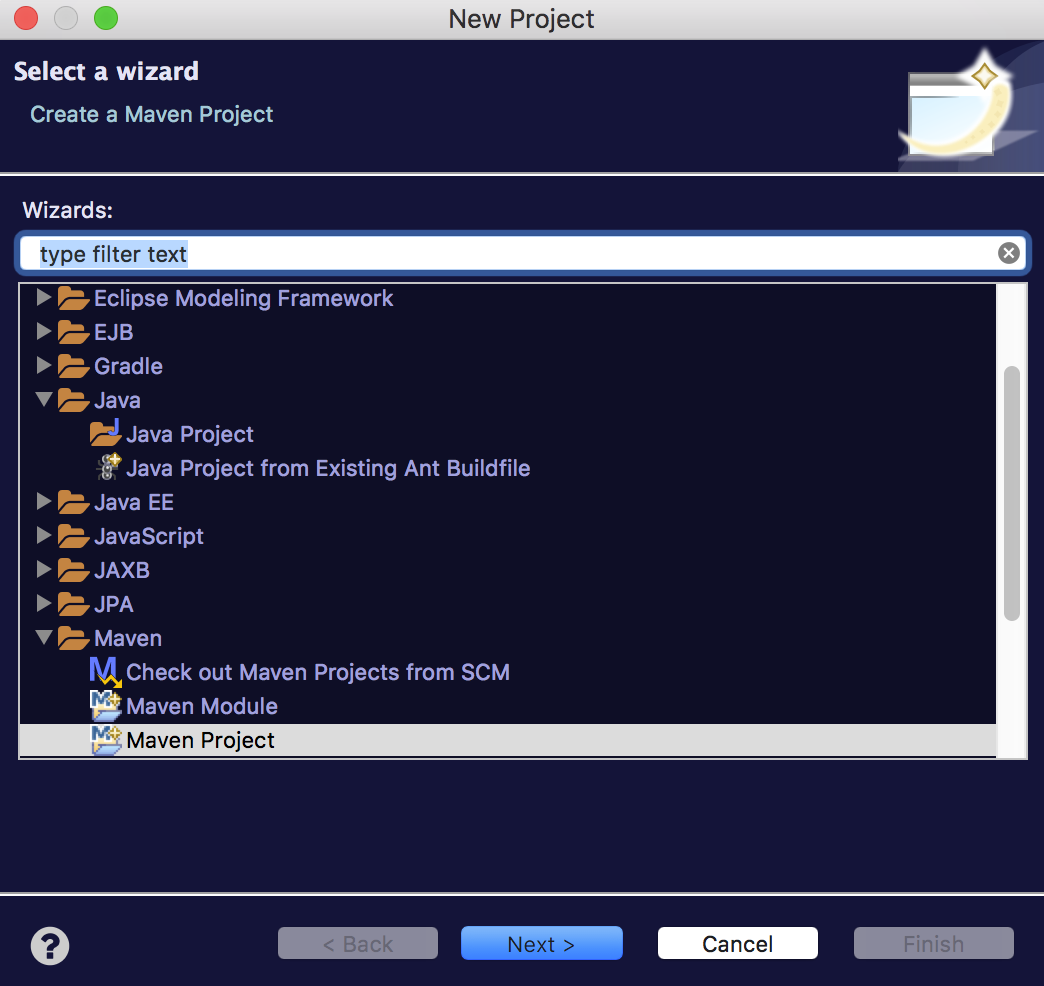 New Project
Select a wizard
Create a Maven Project
Wizards:
type filter text
Eclipse Modeling Framework
EJB
Gradle
Java
Java Project
Java Project from Existing Ant Buildfile
Java EE
JavaScript
JAXB
JPA
Maven
Check out Maven Projects from SCM
Maven Module
Maven Project
? < Back Next > Cancel Finish